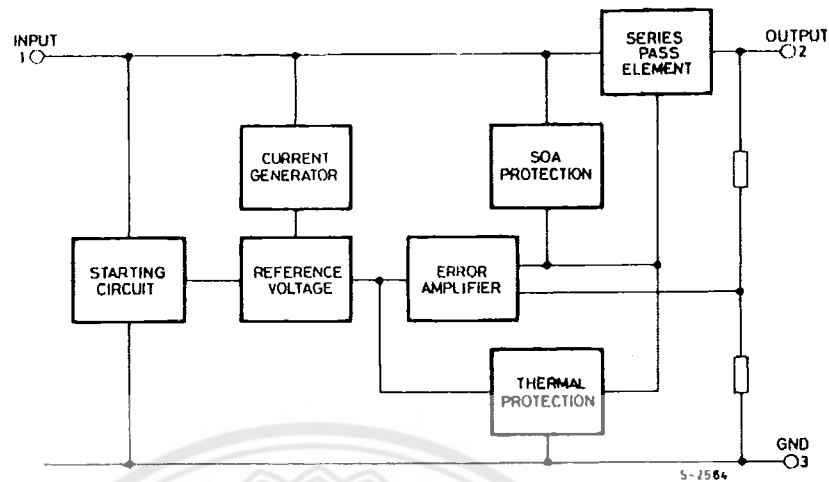 INPUT
1
SERIES
PASS
ELEMENT
OUTPUT
2
CURRENT
GENERATOR
SOA
PROTECTION
STARTING
CIRCUIT
REFERENCE
VOLTAGE
ERROR
AMPLIFIER
THERMAL
PROTECTION
GND
3
S-2564